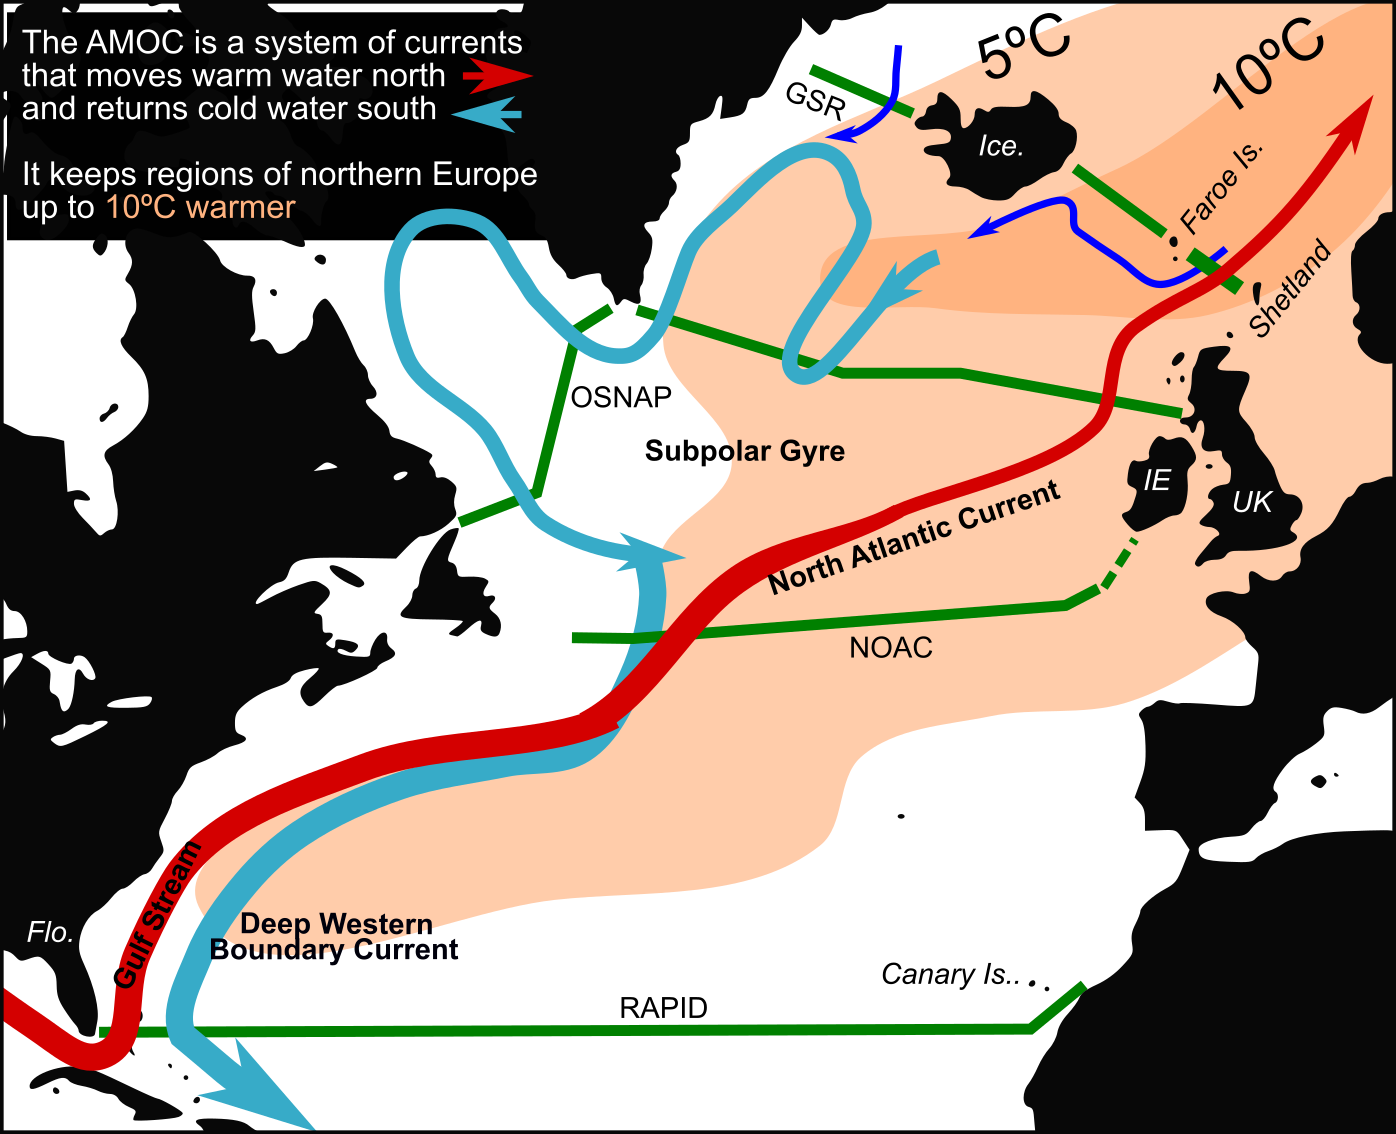 The AMOC is a system of currents
that moves warm water north
and returns cold water south
It keeps regions of northern Europe
up to 10ºC warmer
5ºC
10ºC
GSR
Ice.
Faroe Is.
Shetland
OSNAP
Subpolar Gyre
IE
UK
North Atlantic Current
NOAC
Gulf Stream
Flo.
Deep Western
Boundary Current
Canary Is..
RAPID